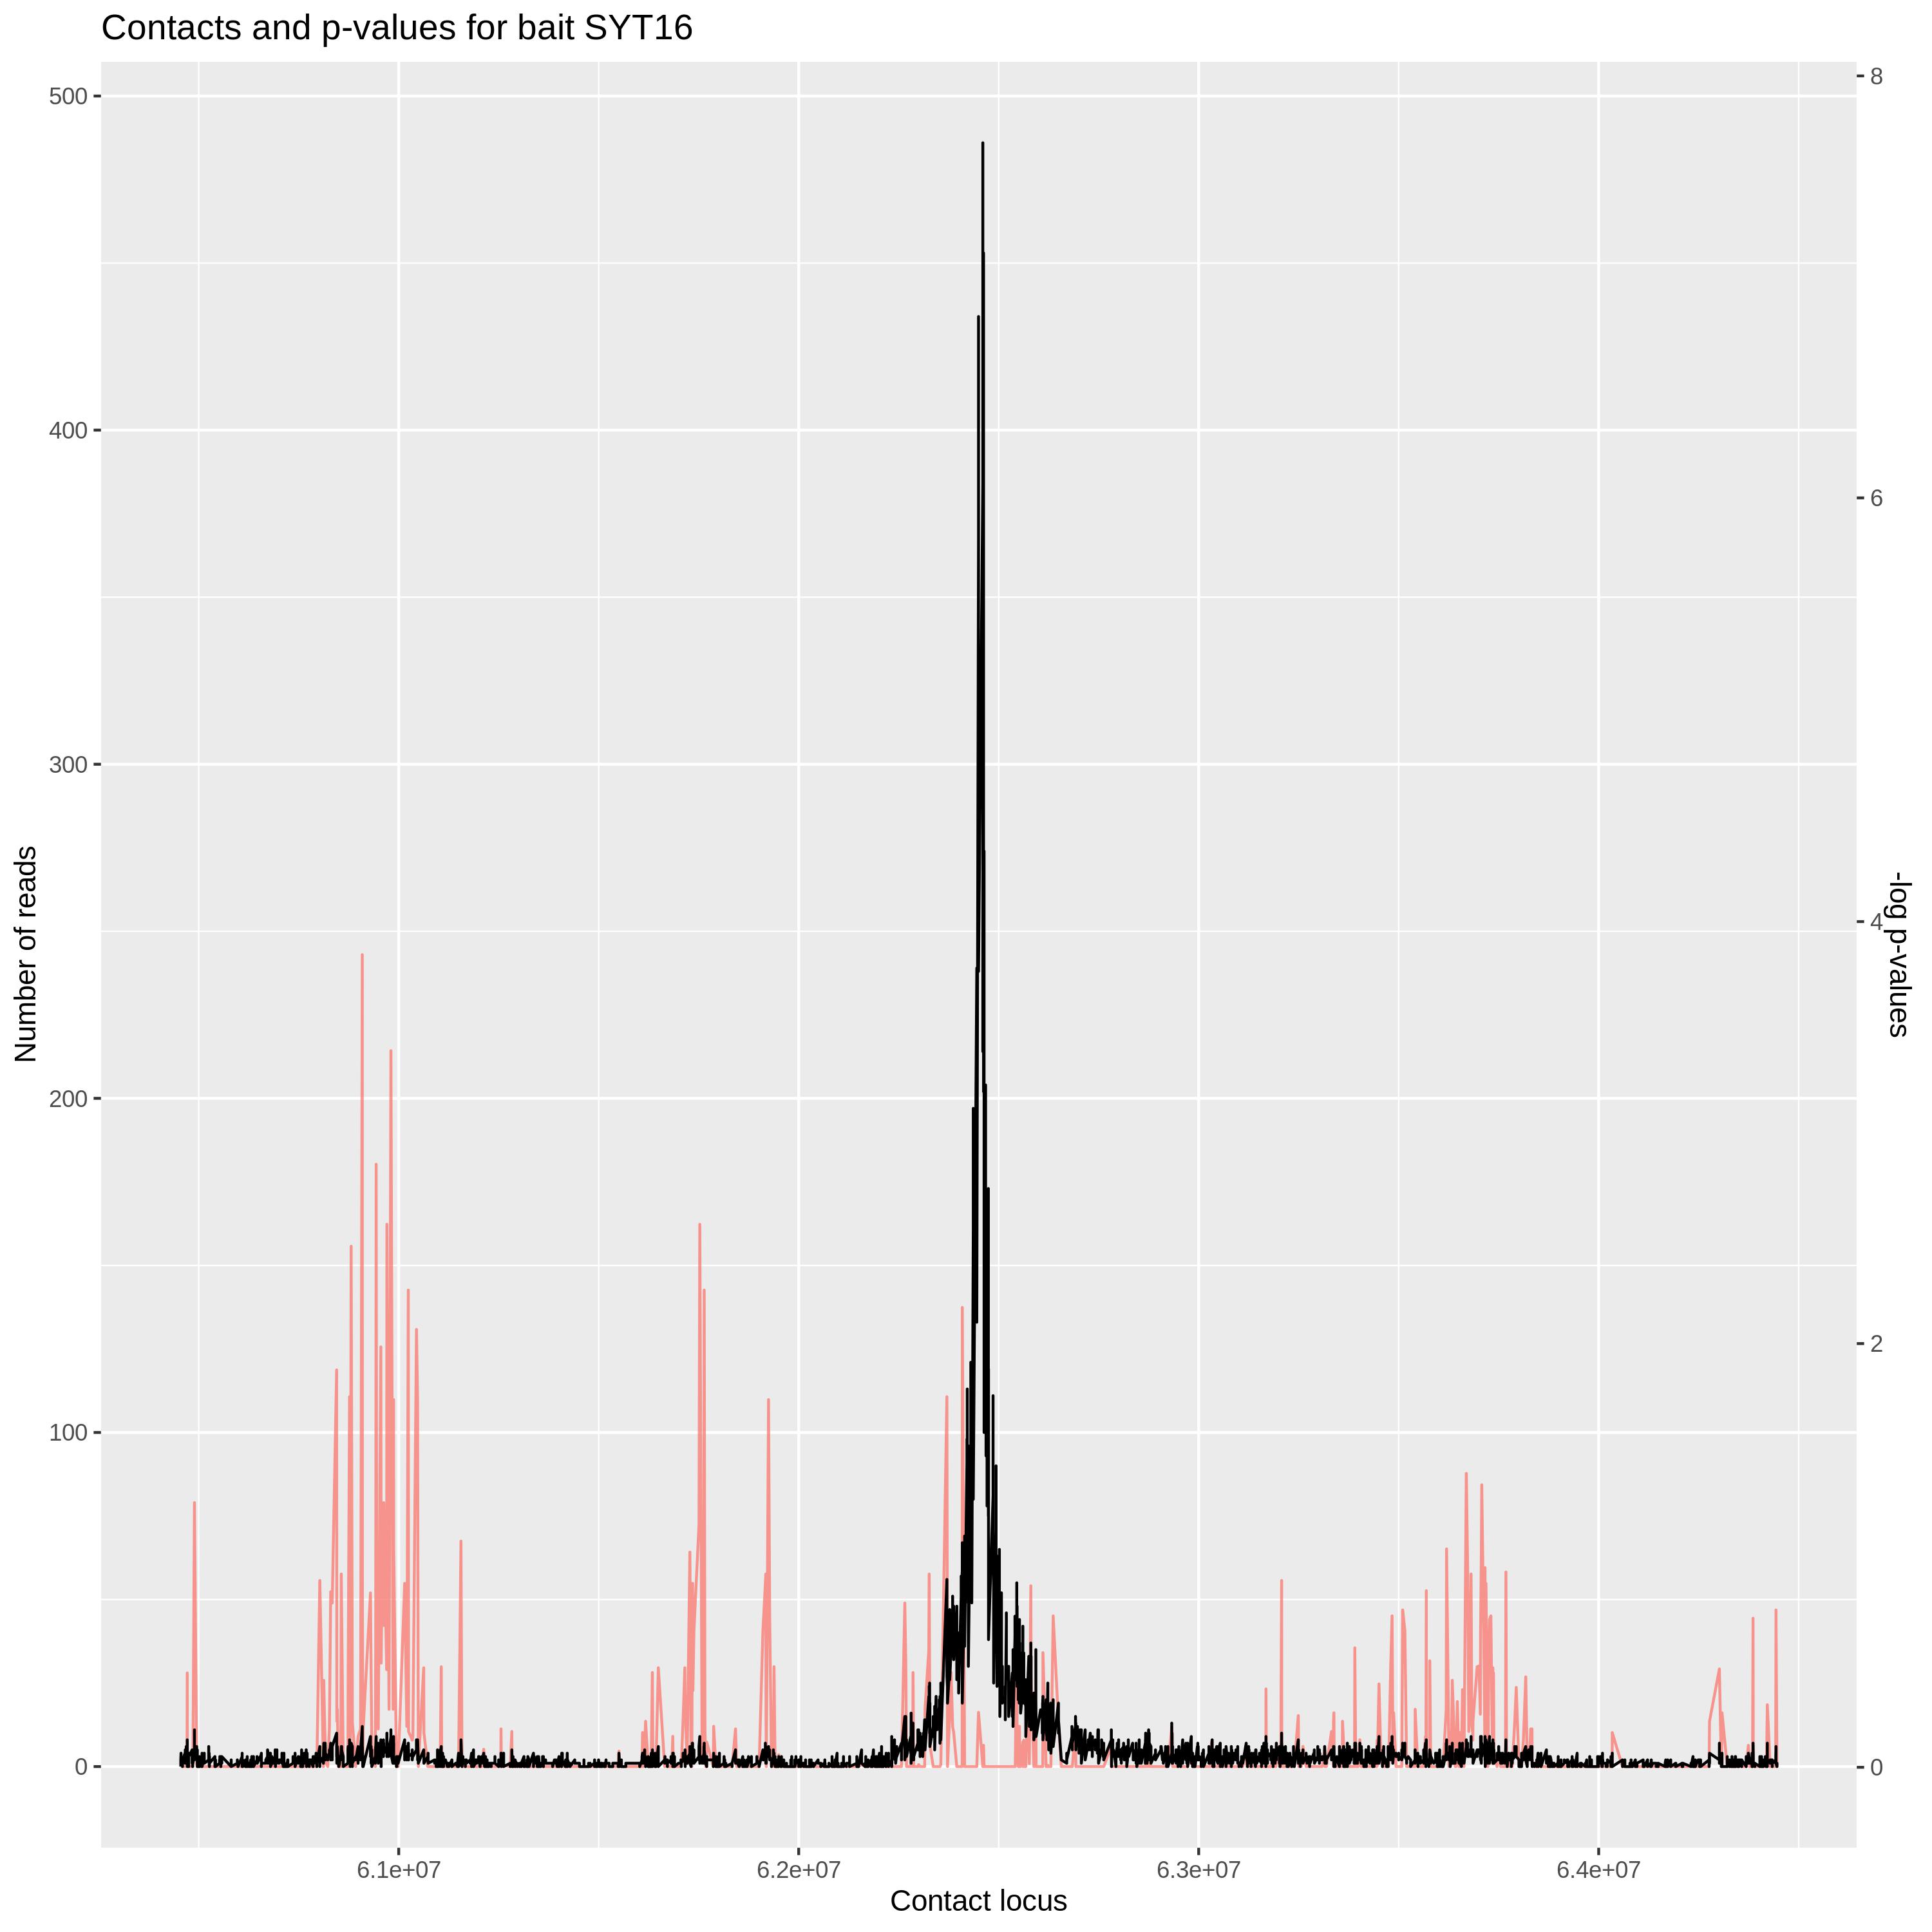 Contacts and p-values for bait SYT16
500
400
300
200
100
0
Number of reads
8
6
4
2
0
-log p-values
6.1e+07
6.2e+07
6.3e+07
6.4e+07
Contact locus